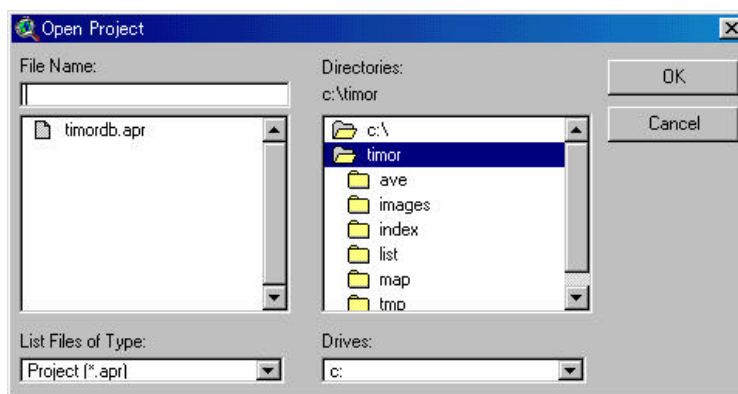 Open Project
File Name:
timordb.apr
List Files of Type:
Project (*.apr)
Directories:
c:\timor
c:\
timor
ave
images
index
list
map
tmp
Drives:
c:
OK
Cancel